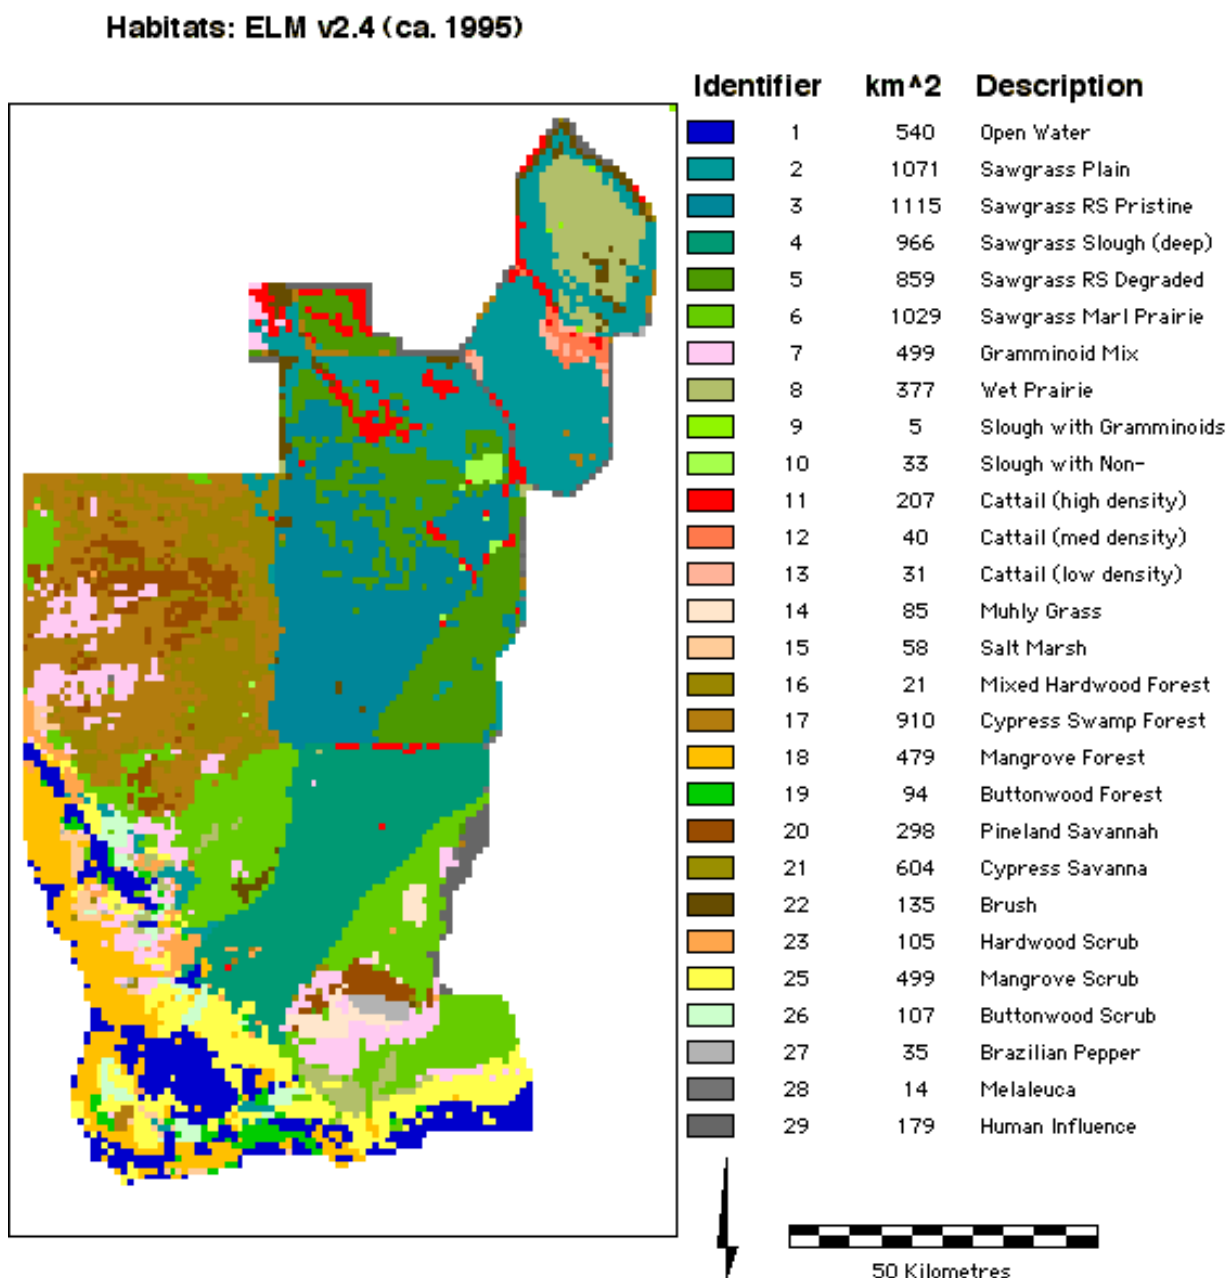 Habitats: ELM v2.4 (ca. 1995)
Identifier km^2 Description
1 540 Open Water
2 1071 Sawgrass Plain
3 1115 Sawgrass RS Pristine
4 966 Sawgrass Slough (deep)
5 859 Sawgrass RS Degraded
6 1029 Sawgrass Marl Prairie
7 499 Gramminoid Mix
8 377 Wet Prairie
9 5 Slough with Gramminoids
10 33 Slough with Non-
11 207 Cattail (high density)
12 40 Cattail (med density)
13 31 Cattail (low density)
14 85 Muhly Grass
15 58 Salt Marsh
16 21 Mixed Hardwood Forest
17 910 Cypress Swamp Forest
18 479 Mangrove Forest
19 94 Buttonwood Forest
20 298 Pineland Savannah
21 604 Cypress Savanna
22 135 Brush
23 105 Hardwood Scrub
25 499 Mangrove Scrub
26 107 Buttonwood Scrub
27 35 Brazilian Pepper
28 14 Melaleuca
29 179 Human Influence
50 Kilometres